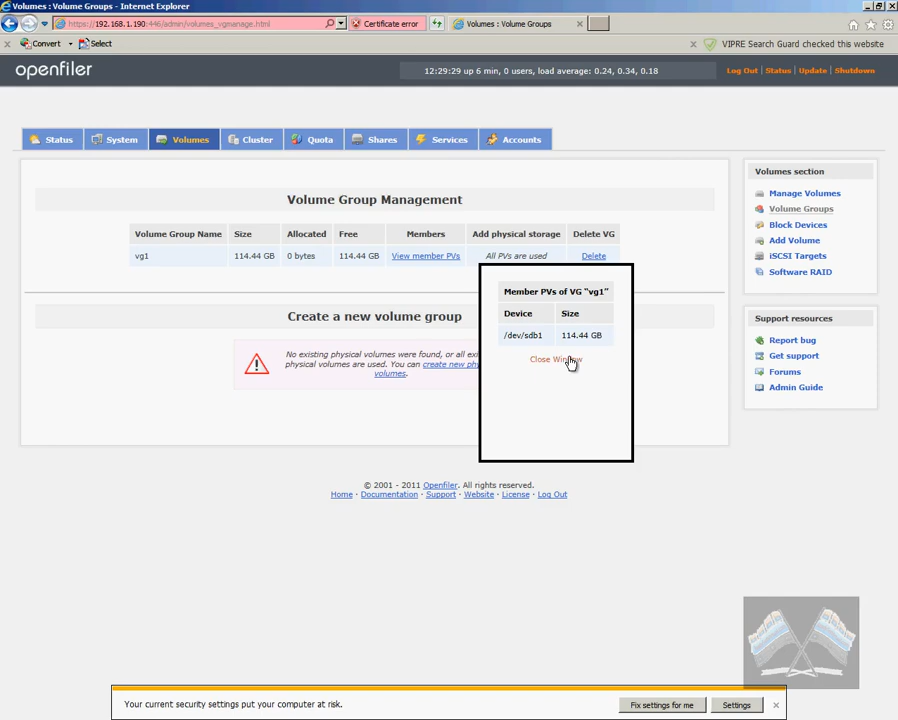 Volumes : Volume Groups - Internet Explorer
https://192.168.1.190:446/admin/volumes_vgmanage.html
Certificate error
Volumes : Volume Groups
Convert
Select
VIPRE Search Guard checked this website
openfiler
12:29:29 up 6 min, 0 users, load average: 0.24, 0.34, 0.18
Log Out | Status | Update | Shutdown
Status
System
Volumes
Cluster
Quota
Shares
Services
Accounts
Volume Group Management
Volume Group Name Size Allocated Free Members Add physical storage Delete VG
vg1 114.44 GB 0 bytes 114.44 GB View member PVs All PVs are used Delete
Member PVs of VG "vg1"
Device Size
/dev/sdb1 114.44 GB
Close Window
Create a new volume group
No existing physical volumes were found, or all exi
physical volumes are used. You can create new phy
volumes.
Volumes section
Manage Volumes
Volume Groups
Block Devices
Add Volume
iSCSI Targets
Software RAID
Support resources
Report bug
Get support
Forums
Admin Guide
© 2001 - 2011 Openfiler. All rights reserved.
Home · Documentation · Support · Website · License · Log Out
Your current security settings put your computer at risk.
Fix settings for me
Settings